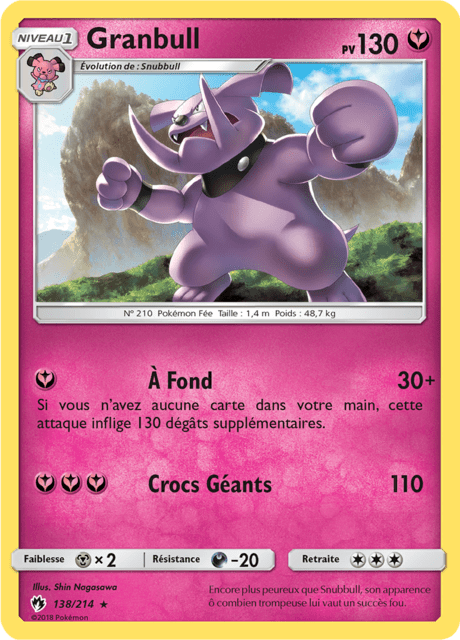 NIVEAU 1
Granbull
PV 130
Évolution de : Snubbull
N° 210 Pokémon Fée Taille : 1,4 m Poids : 48,7 kg
À Fond 30+
Si vous n'avez aucune carte dans votre main, cette
attaque inflige 130 dégâts supplémentaires.
Crocs Géants 110
Faiblesse ×2 Résistance -20 Retraite
Illus. Shin Nagasawa
138/214 ★
©2018 Pokémon
Encore plus peureux que Snubbull, son apparence
ô combien trompeuse lui vaut un succès fou.